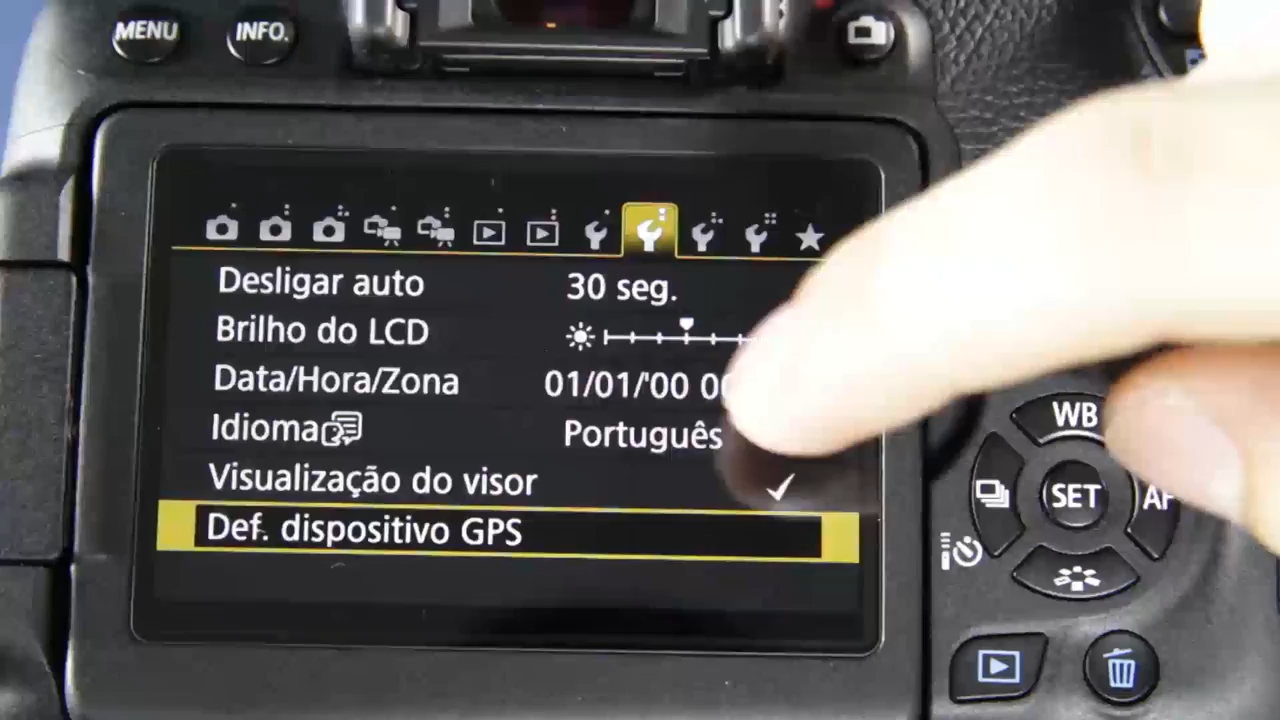 MENU INFO.
Desligar auto 30 seg.
Brilho do LCD
Data/Hora/Zona 01/01/'00
Idioma Português
Visualização do visor
Def. dispositivo GPS
WB
SET
AF